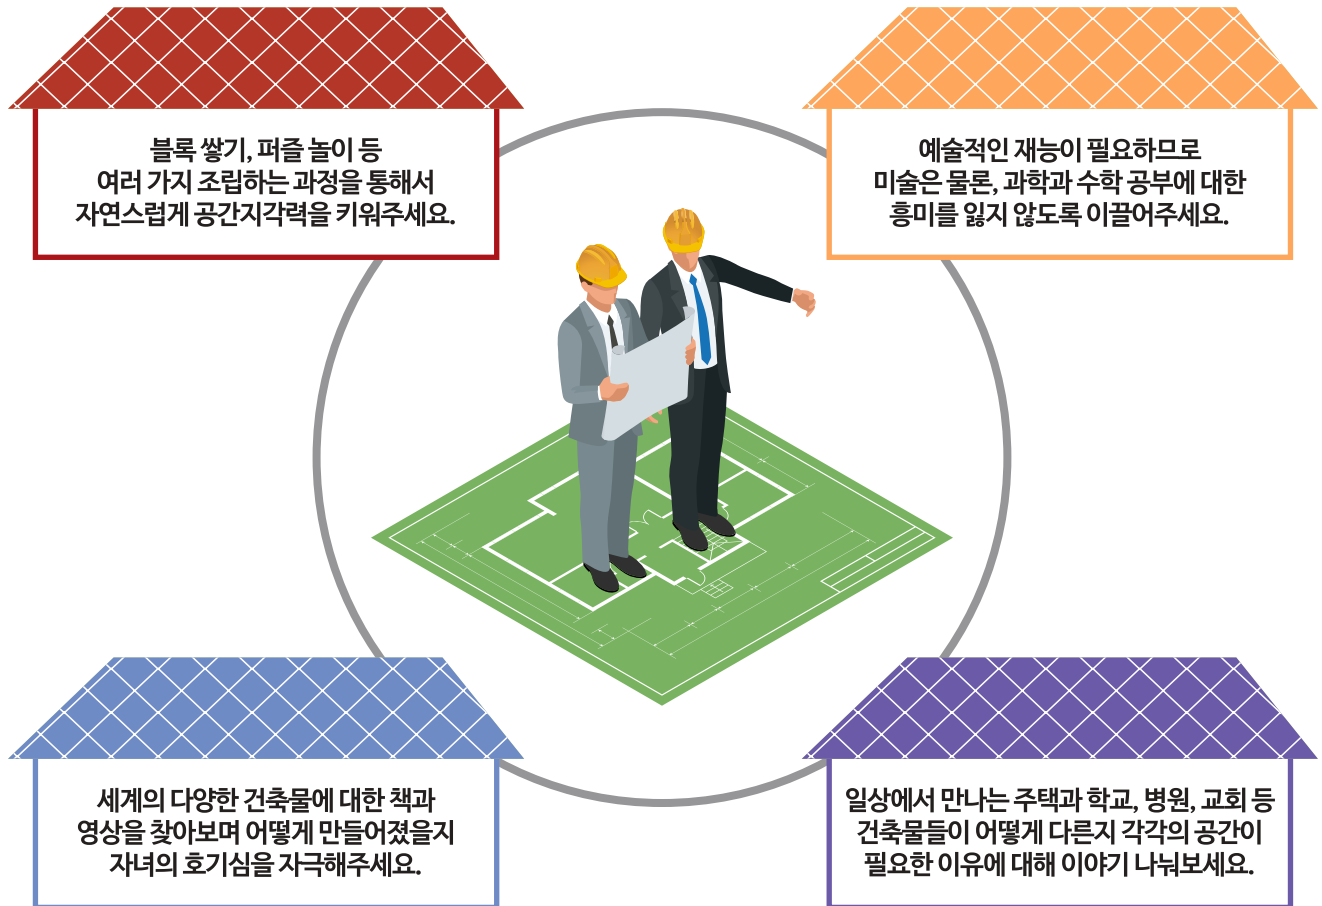 블록 쌓기, 퍼즐 놀이 등
여러 가지 조립하는 과정을 통해서
자연스럽게 공간지각력을 키워주세요.
예술적인 재능이 필요하므로
미술은 물론, 과학과 수학 공부에 대한
흥미를 잃지 않도록 이끌어주세요.
세계의 다양한 건축물에 대한 책과
영상을 찾아보며 어떻게 만들어졌을지
자녀의 호기심을 자극해주세요.
일상에서 만나는 주택과 학교, 병원, 교회 등
건축물들이 어떻게 다른지 각각의 공간이
필요한 이유에 대해 이야기 나눠보세요.